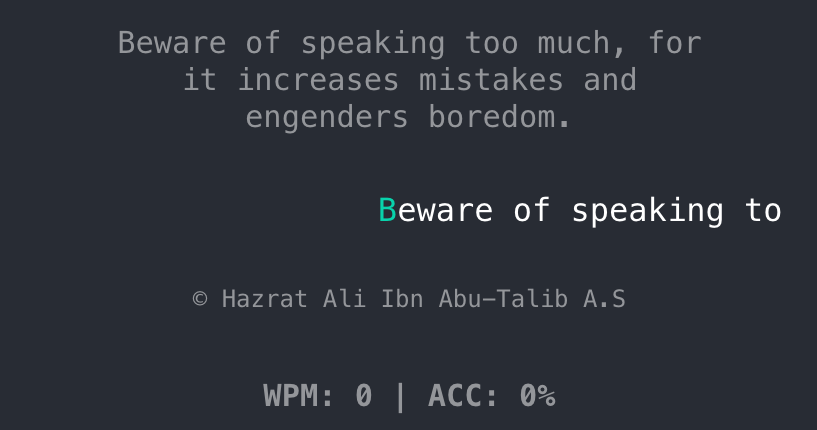 Beware of speaking too much, for
it increases mistakes and
engenders boredom.
Beware of speaking to
© Hazrat Ali Ibn Abu-Talib A.S
WPM: 0 | ACC: 0%